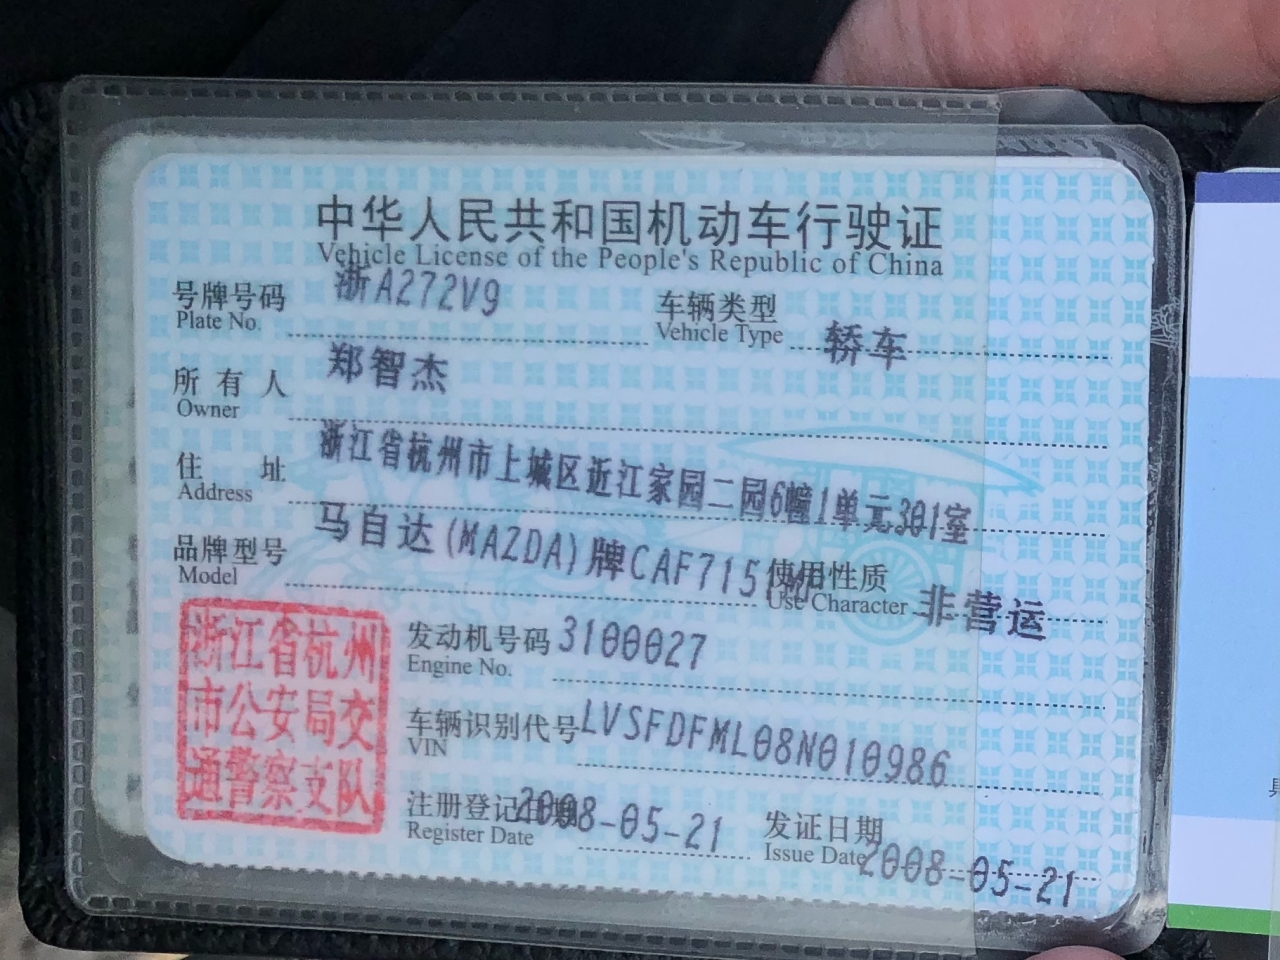 中华人民共和国机动车行驶证
Vehicle License of the People's Republic of China
号牌号码 浙A272V9 车辆类型 轿车
Plate No. Vehicle Type
所有人 郑智杰
Owner
住址 浙江省杭州市上城区近江家园二园6幢1单元301室
Address
品牌型号 马自达(MAZDA)牌CAF715 使用性质 非营运
Model Use Character
浙江省杭州
市公安局交
通警察支队
发动机号码 3100027
Engine No.
车辆识别代号 LVSFDFML08N010986
VIN
注册登记日期 2008-05-21 发证日期 2008-05-21
Register Date Issue Date